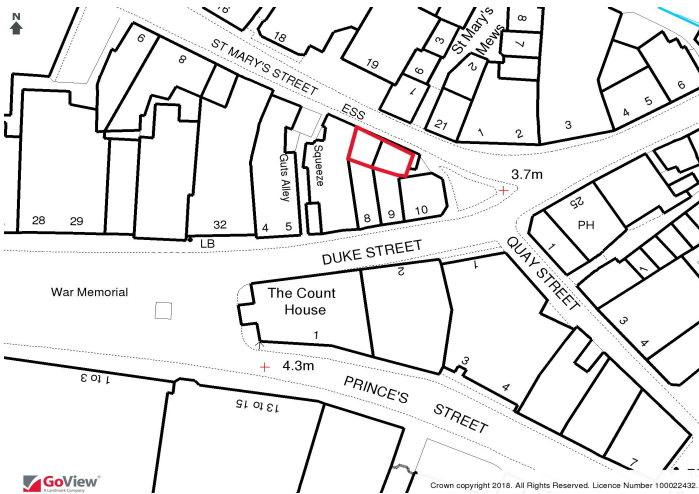 N
16
18
6
8
ST MARY'S STREET
ESS
19
3
6
7
St Mary's
Mews
2
21
1
2
8
7
3
4
5
6
3.7m
28
29
32
4
5
Guts Alley
Squeeze
8
9
10
LB
DUKE STREET
25
PH
1
QUAY STREET
1
3
4
War Memorial
The Count
House
1
2
1
3
4
7
4.3m
PRINCE'S STREET
1 to 3
13 to 15
GoView®
A Landmark Company
Crown copyright 2018. All Rights Reserved. Licence Number 100022432.